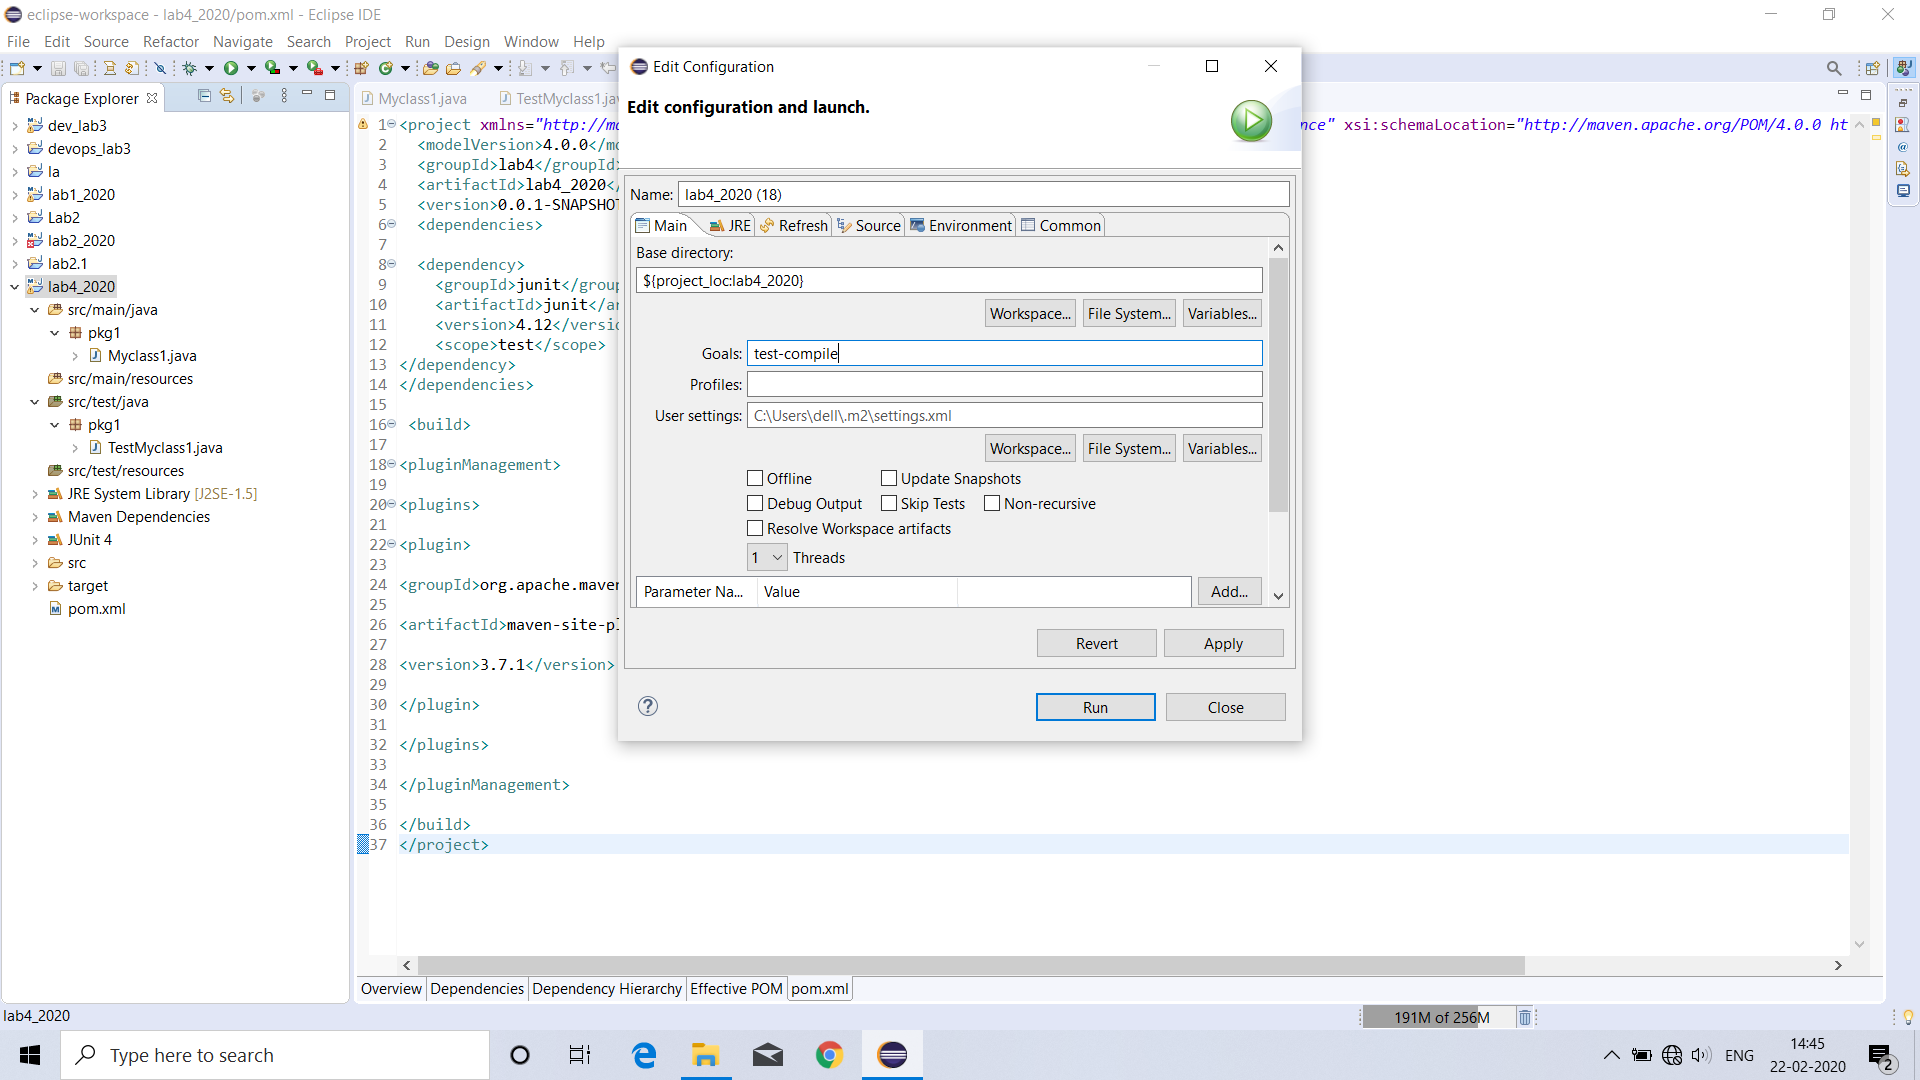 eclipse-workspace - lab4_2020/pom.xml - Eclipse IDE
File Edit Source Refactor Navigate Search Project Run Design Window Help
Package Explorer
dev_lab3
devops_lab3
la
lab1_2020
Lab2
lab2_2020
lab2.1
lab4_2020
src/main/java
pkg1
Myclass1.java
src/main/resources
src/test/java
pkg1
TestMyclass1.java
src/test/resources
JRE System Library [J2SE-1.5]
Maven Dependencies
JUnit 4
src
target
pom.xml
Myclass1.java TestMyclass1.jav
1 <project xmlns="http://ma nce" xsi:schemaLocation="http://maven.apache.org/POM/4.0.0 ht
2 <modelVersion>4.0.0</mo
3 <groupId>lab4</groupId>
4 <artifactId>lab4_2020</
5 <version>0.0.1-SNAPSHOT
6 <dependencies>
7
8 <dependency>
9 <groupId>junit</group
10 <artifactId>junit</ar
11 <version>4.12</versio
12 <scope>test</scope>
13 </dependency>
14 </dependencies>
15
16 <build>
17
18 <pluginManagement>
19
20 <plugins>
21
22 <plugin>
23
24 <groupId>org.apache.maven
25
26 <artifactId>maven-site-pl
27
28 <version>3.7.1</version>
29
30 </plugin>
31
32 </plugins>
33
34 </pluginManagement>
35
36 </build>
37 </project>
Overview Dependencies Dependency Hierarchy Effective POM pom.xml
Edit Configuration
Edit configuration and launch.
Name: lab4_2020 (18)
Main JRE Refresh Source Environment Common
Base directory:
${project_loc:lab4_2020}
Workspace... File System... Variables...
Goals: test-compile
Profiles:
User settings: C:\Users\dell\.m2\settings.xml
Workspace... File System... Variables...
Offline Update Snapshots
Debug Output Skip Tests Non-recursive
Resolve Workspace artifacts
1 Threads
Parameter Na... Value Add...
Revert Apply
Run Close
lab4_2020
191M of 256M
Type here to search
ENG
14:45
22-02-2020
2